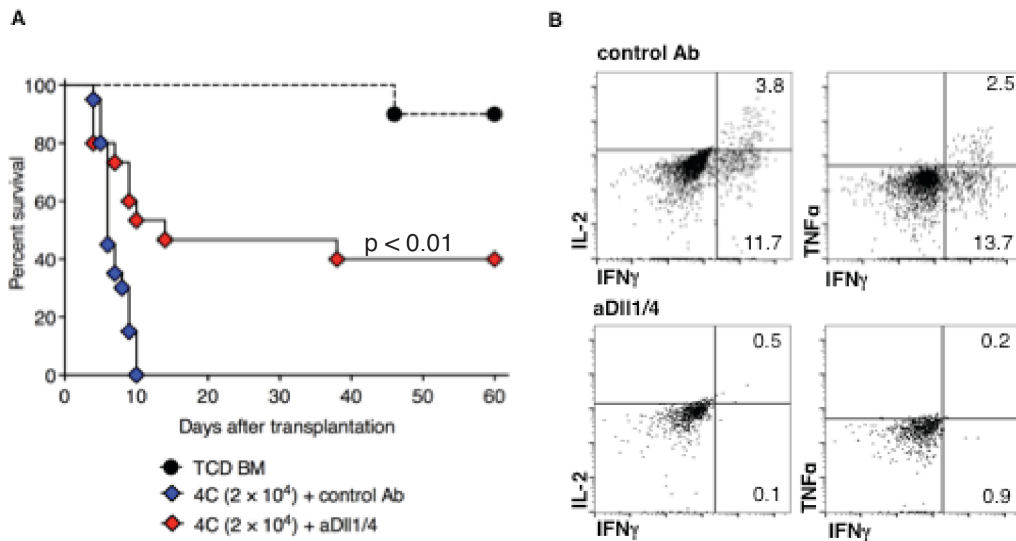 A
Percent survival
100
80
60
40
20
0
p < 0.01
0 10 20 30 40 50 60
Days after transplantation
TCD BM
4C (2 × 10⁴) + control Ab
4C (2 × 10⁴) + aDll1/4
B
control Ab
3.8
11.7
IL-2
IFNγ
2.5
13.7
TNFα
IFNγ
aDll1/4
0.5
0.1
IL-2
IFNγ
0.2
0.9
TNFα
IFNγ